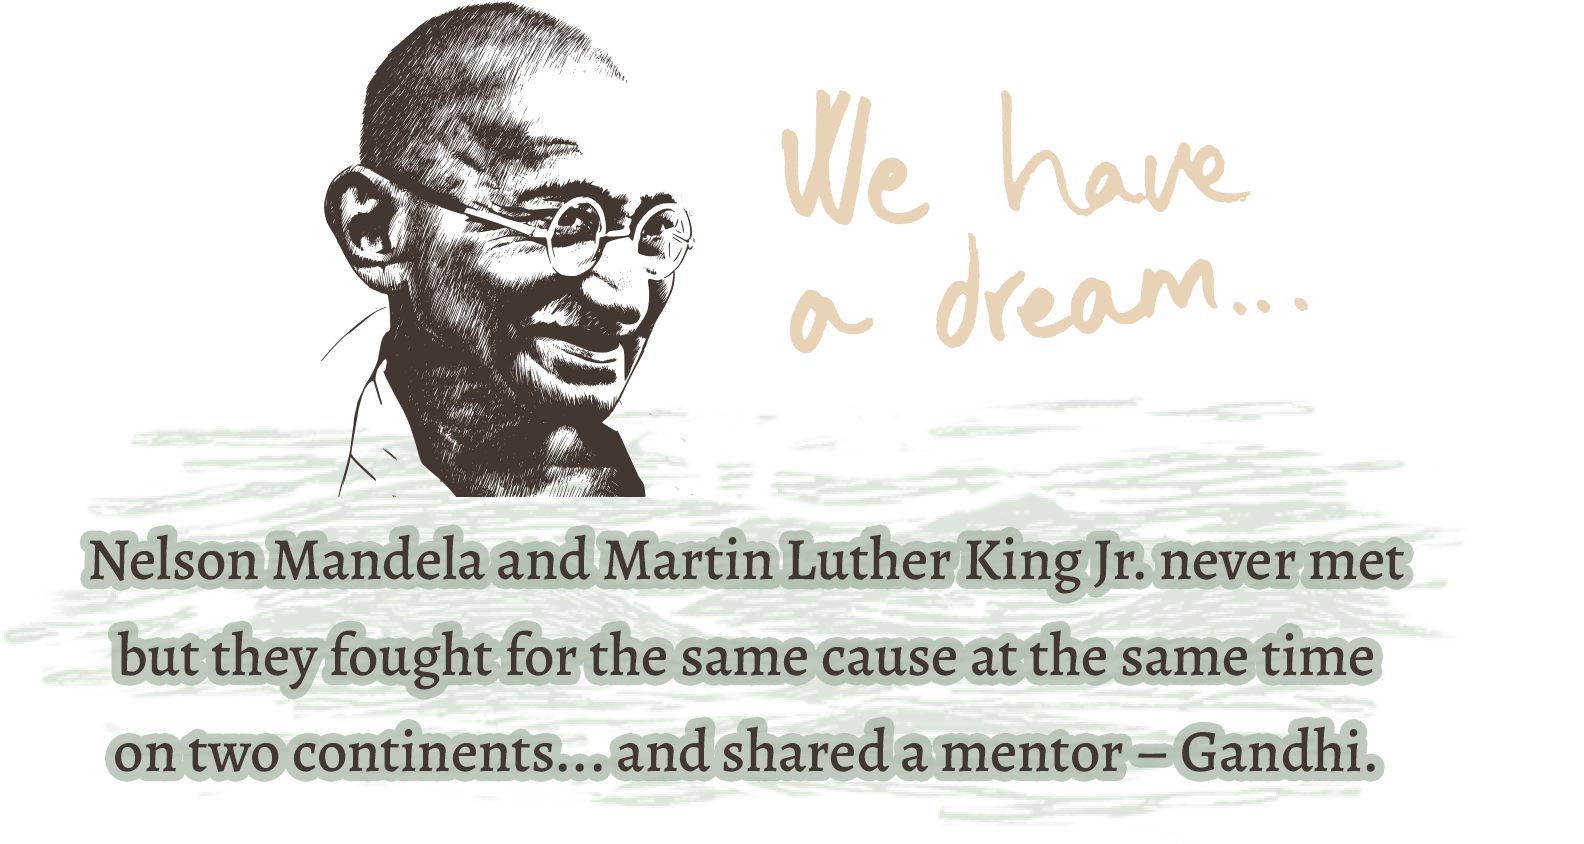 We have
a dream...
Nelson Mandela and Martin Luther King Jr. never met
but they fought for the same cause at the same time
on two continents... and shared a mentor – Gandhi.